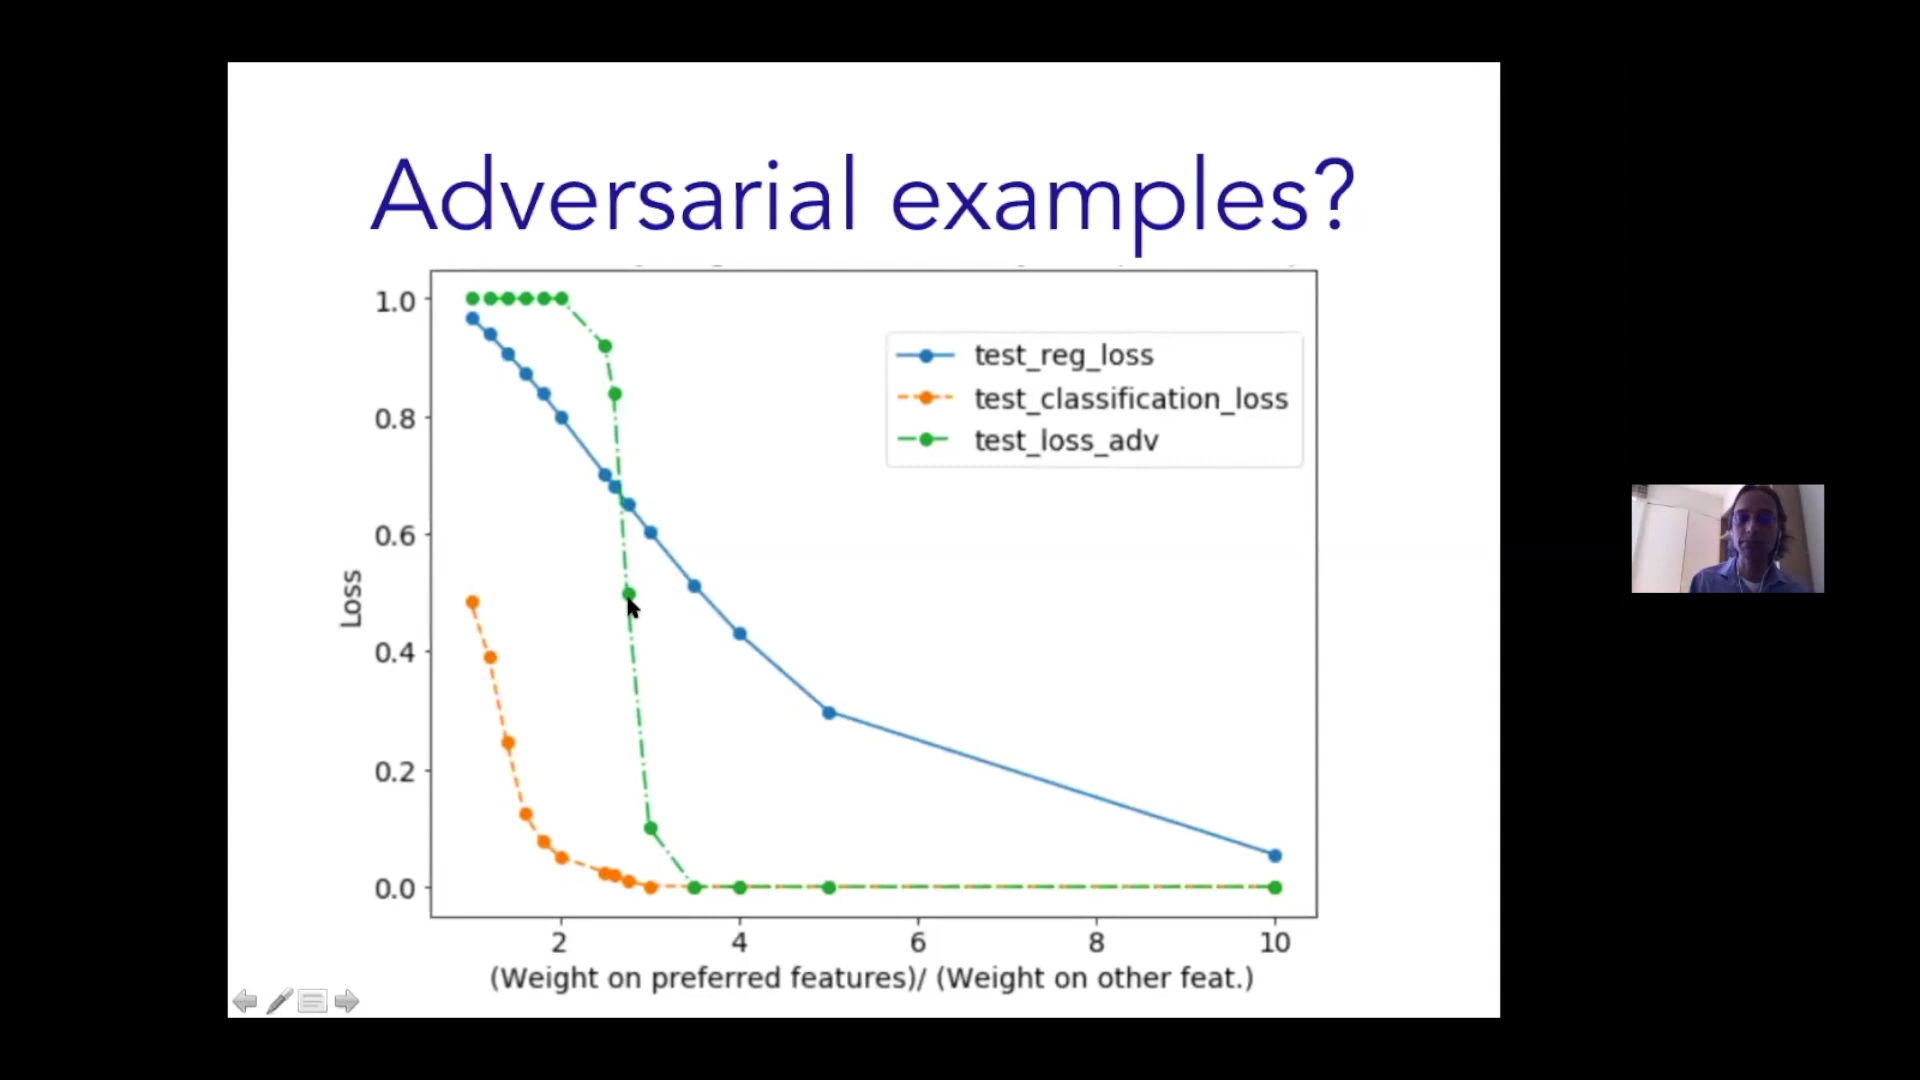 Adversarial examples?
1.0
0.8
0.6
0.4
0.2
0.0
Loss
test_reg_loss
test_classification_loss
test_loss_adv
2 4 6 8 10
(Weight on preferred features)/ (Weight on other feat.)